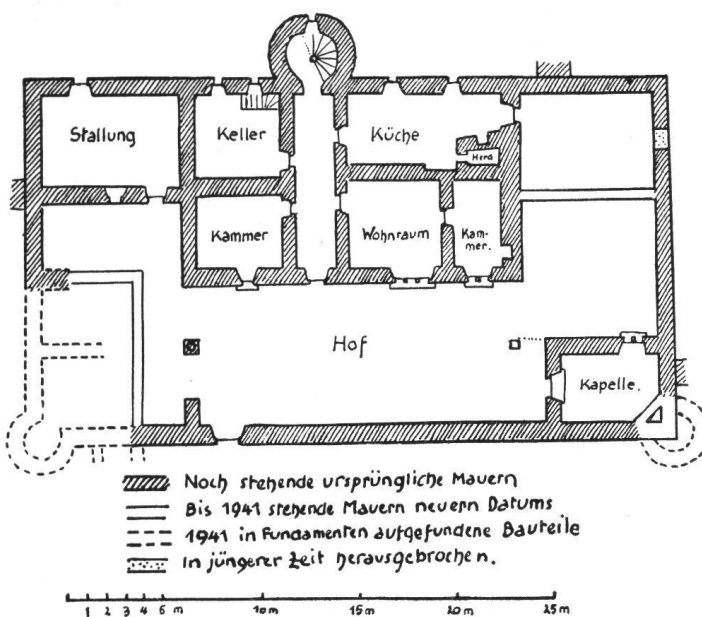 Stallung
Keller
Küche
Herd
Kammer
Wohnraum
Kam-
mer.
Hof
Kapelle.
Noch stehende ursprüngliche Mauern
Bis 1941 stehende Mauern neuern Datums
1941 in Fundamenten aufgefundene Bauteile
In jüngerer Zeit herausgebrochen.
1 2 3 4 5 m 10 m 15 m 20 m 25 m